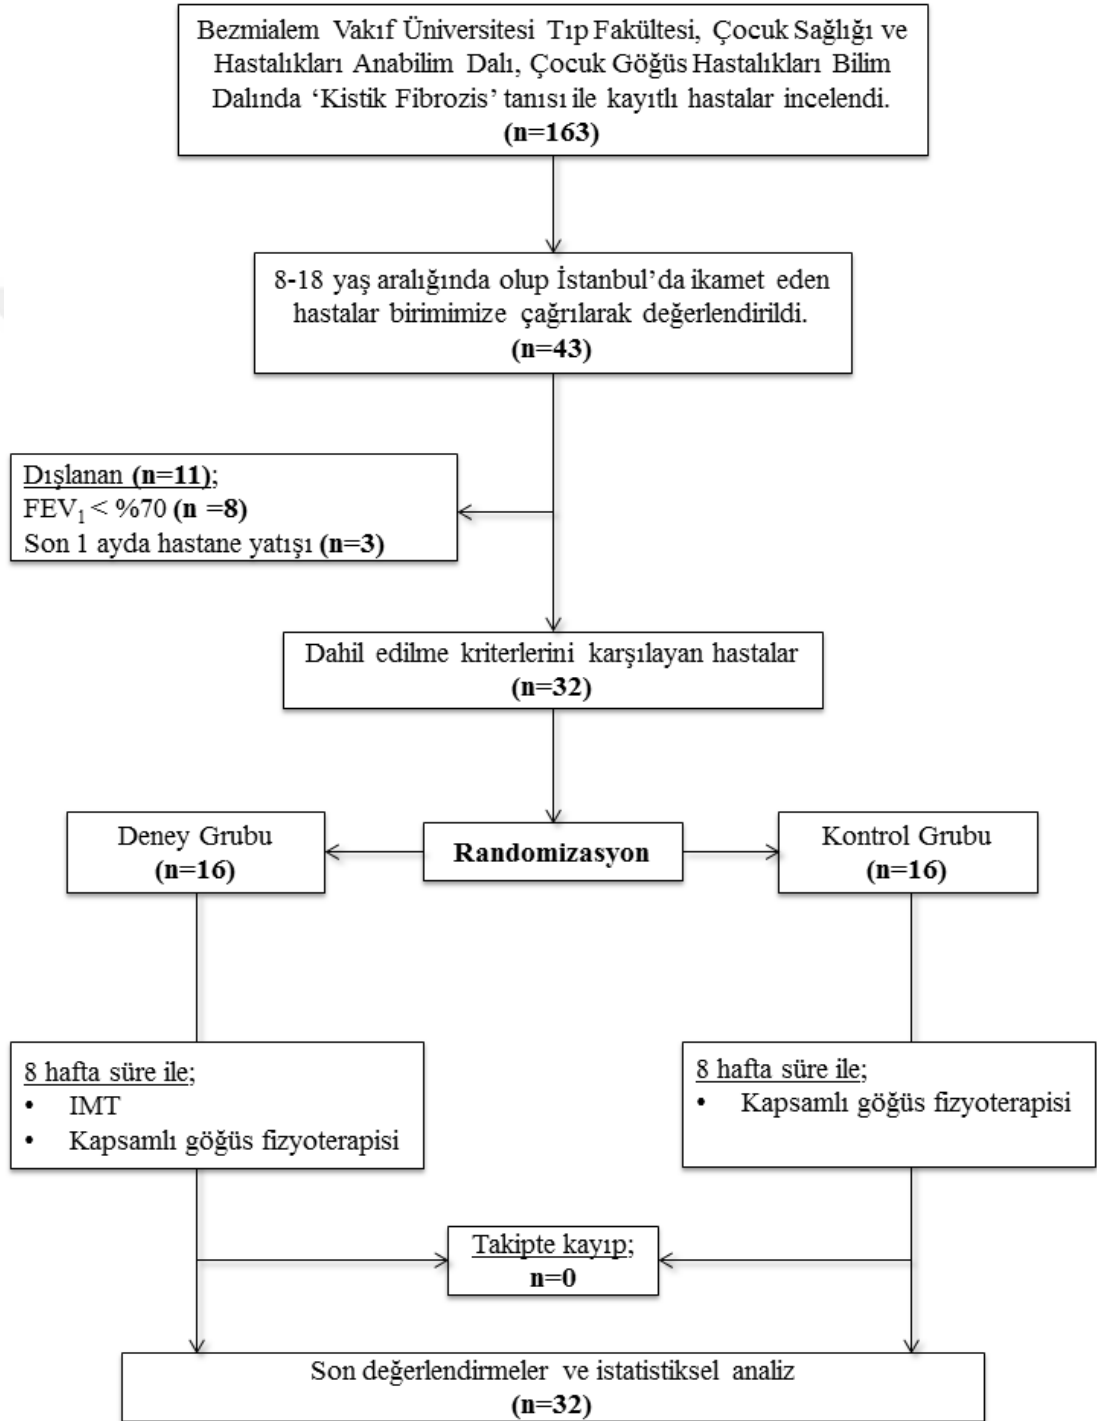 Bezmialem Vakıf Üniversitesi Tıp Fakültesi, Çocuk Sağlığı ve
Hastalıkları Anabilim Dalı, Çocuk Göğüs Hastalıkları Bilim
Dalında ‘Kistik Fibrozis’ tanısı ile kayıtlı hastalar incelendi.
(n=163)
8-18 yaş aralığında olup İstanbul’da ikamet eden
hastalar birimimize çağrılarak değerlendirildi.
(n=43)
Dışlanan (n=11);
FEV₁ < %70 (n =8)
Son 1 ayda hastane yatışı (n=3)
Dahil edilme kriterlerini karşılayan hastalar
(n=32)
Deney Grubu
(n=16)
Randomizasyon
Kontrol Grubu
(n=16)
8 hafta süre ile;
• IMT
• Kapsamlı göğüs fizyoterapisi
8 hafta süre ile;
• Kapsamlı göğüs fizyoterapisi
Takipte kayıp;
n=0
Son değerlendirmeler ve istatistiksel analiz
(n=32)